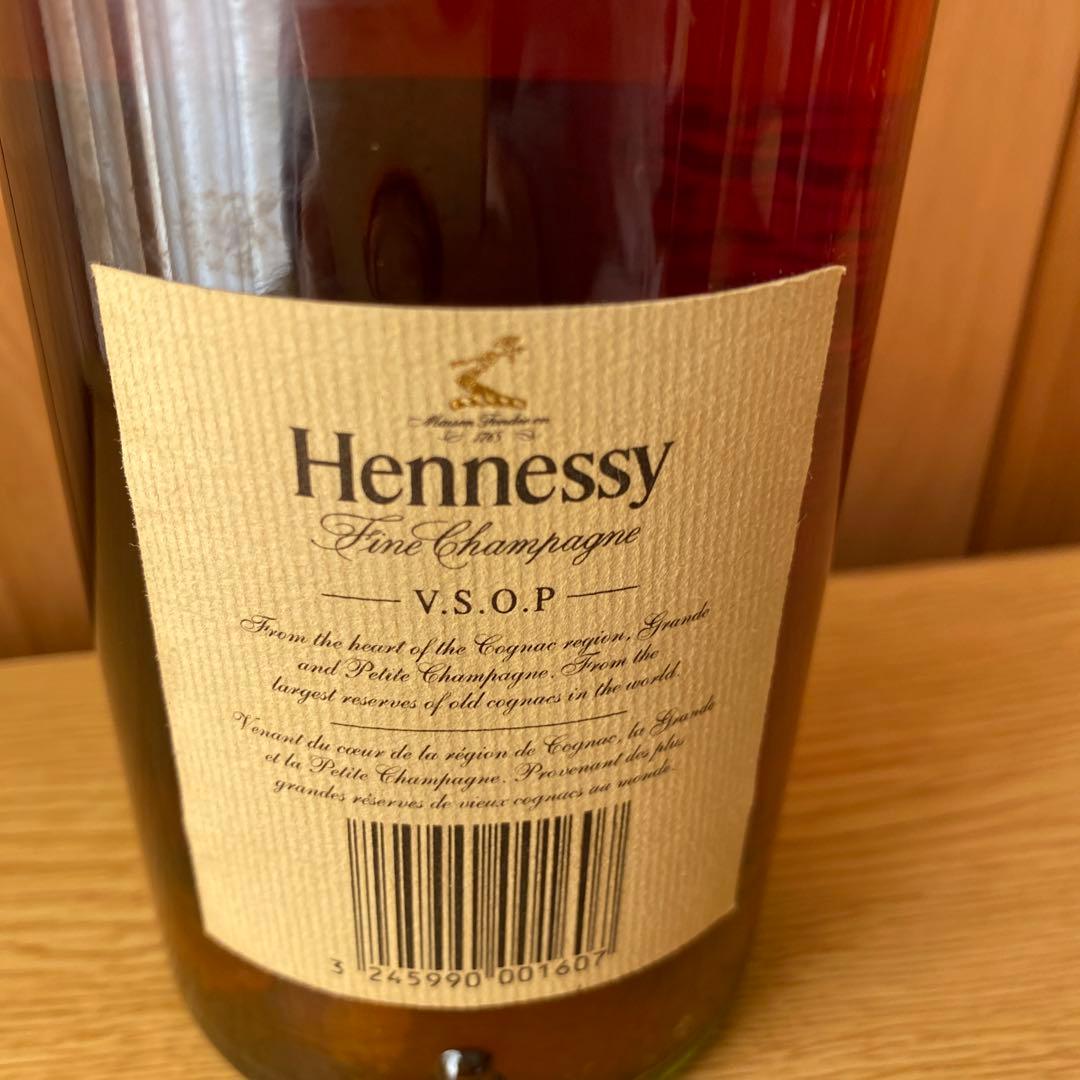 Maison Fondée en
1765
Hennessy
Fine Champagne
V.S.O.P
From the heart of the Cognac region, Grande
and Petite Champagne. From the
largest reserves of old cognacs in the world.
Venant du cœur de la région de Cognac, la Grande
et la Petite Champagne. Provenant des plus
grandes réserves de vieux cognacs au monde.
3 245990 001607